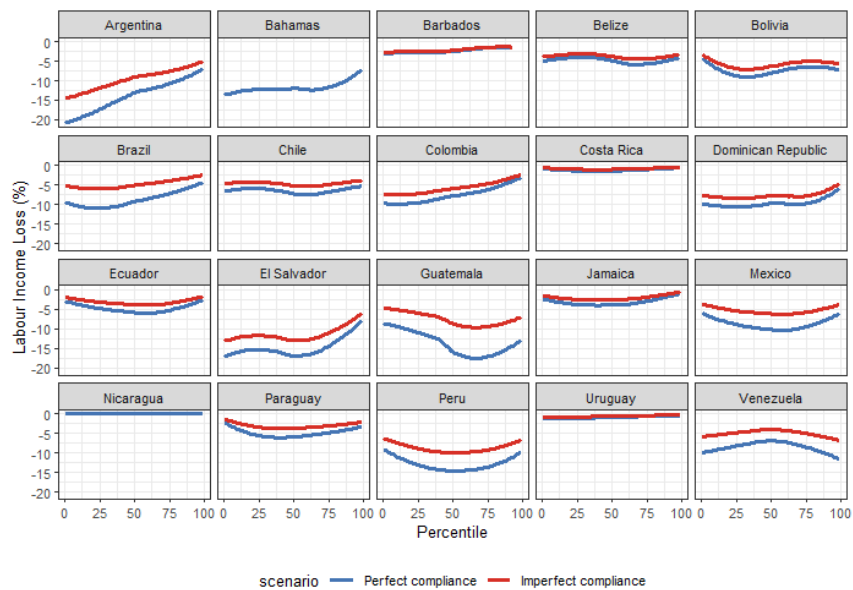 Argentina Bahamas Barbados Belize Bolivia
0
-5
-10
-15
-20
Brazil Chile Colombia Costa Rica Dominican Republic
0
-5
-10
-15
-20
Labour Income Loss (%)
Ecuador El Salvador Guatemala Jamaica Mexico
0
-5
-10
-15
-20
Nicaragua Paraguay Peru Uruguay Venezuela
0
-5
-10
-15
-20
0 25 50 75 100 0 25 50 75 100 0 25 50 75 100 0 25 50 75 100 0 25 50 75 100
Percentile
scenario Perfect compliance Imperfect compliance